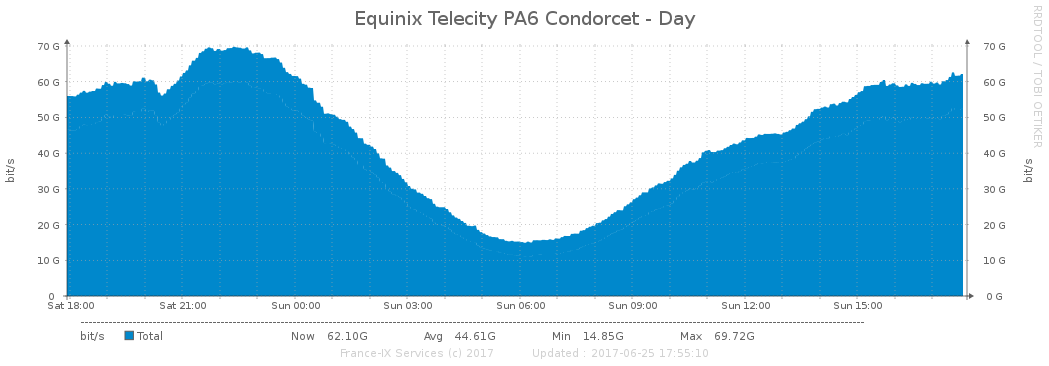 Equinix Telecity PA6 Condorcet - Day
RRDTOOL / TOBI OETIKER
bit/s
70 G
60 G
50 G
40 G
30 G
20 G
10 G
0
70 G
60 G
50 G
40 G
30 G
20 G
10 G
0 G
bit/s
Sat 18:00 Sat 21:00 Sun 00:00 Sun 03:00 Sun 06:00 Sun 09:00 Sun 12:00 Sun 15:00
bit/s Total Now 62.10G Avg 44.61G Min 14.85G Max 69.72G
France-IX Services (c) 2017 Updated : 2017-06-25 17:55:10